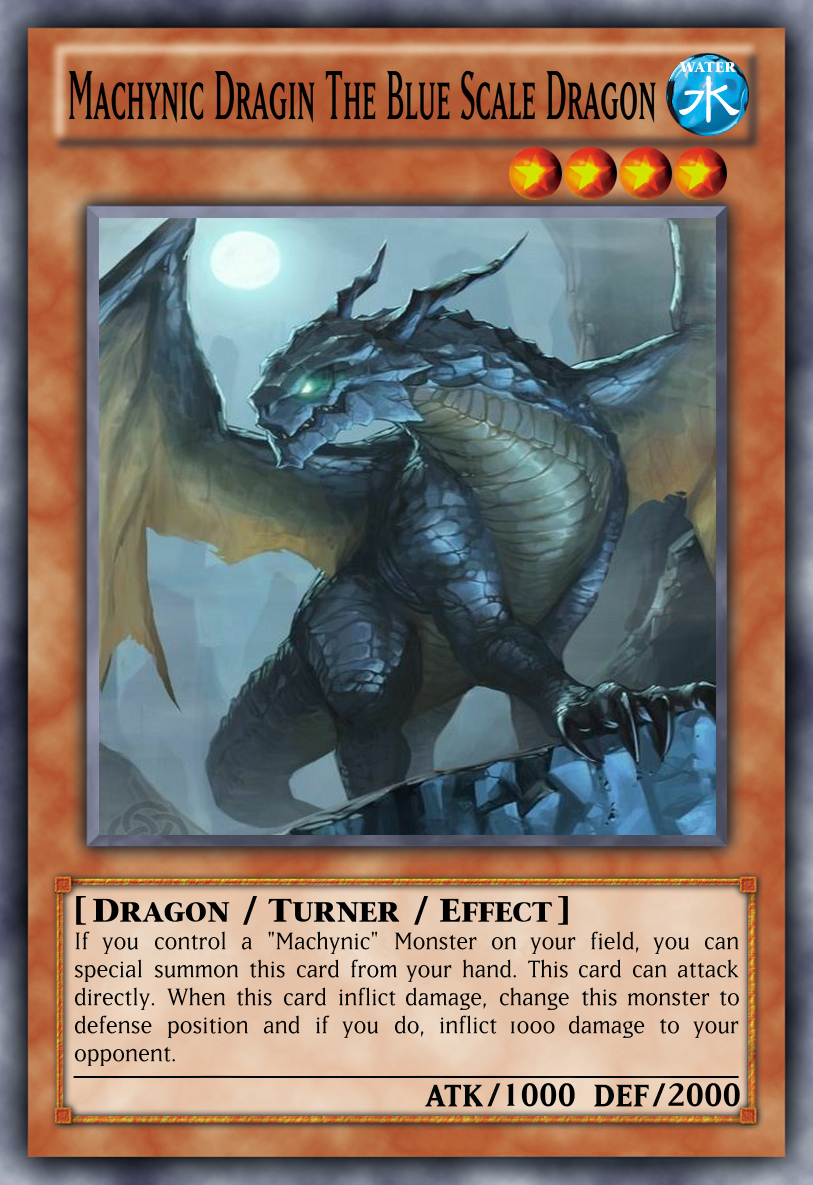 Machynic Dragin The Blue Scale Dragon
WATER
水
[ Dragon / Turner / Effect ]
If you control a "Machynic" Monster on your field, you can
special summon this card from your hand. This card can attack
directly. When this card inflict damage, change this monster to
defense position and if you do, inflict 1000 damage to your
opponent.
ATK/1000 DEF/2000